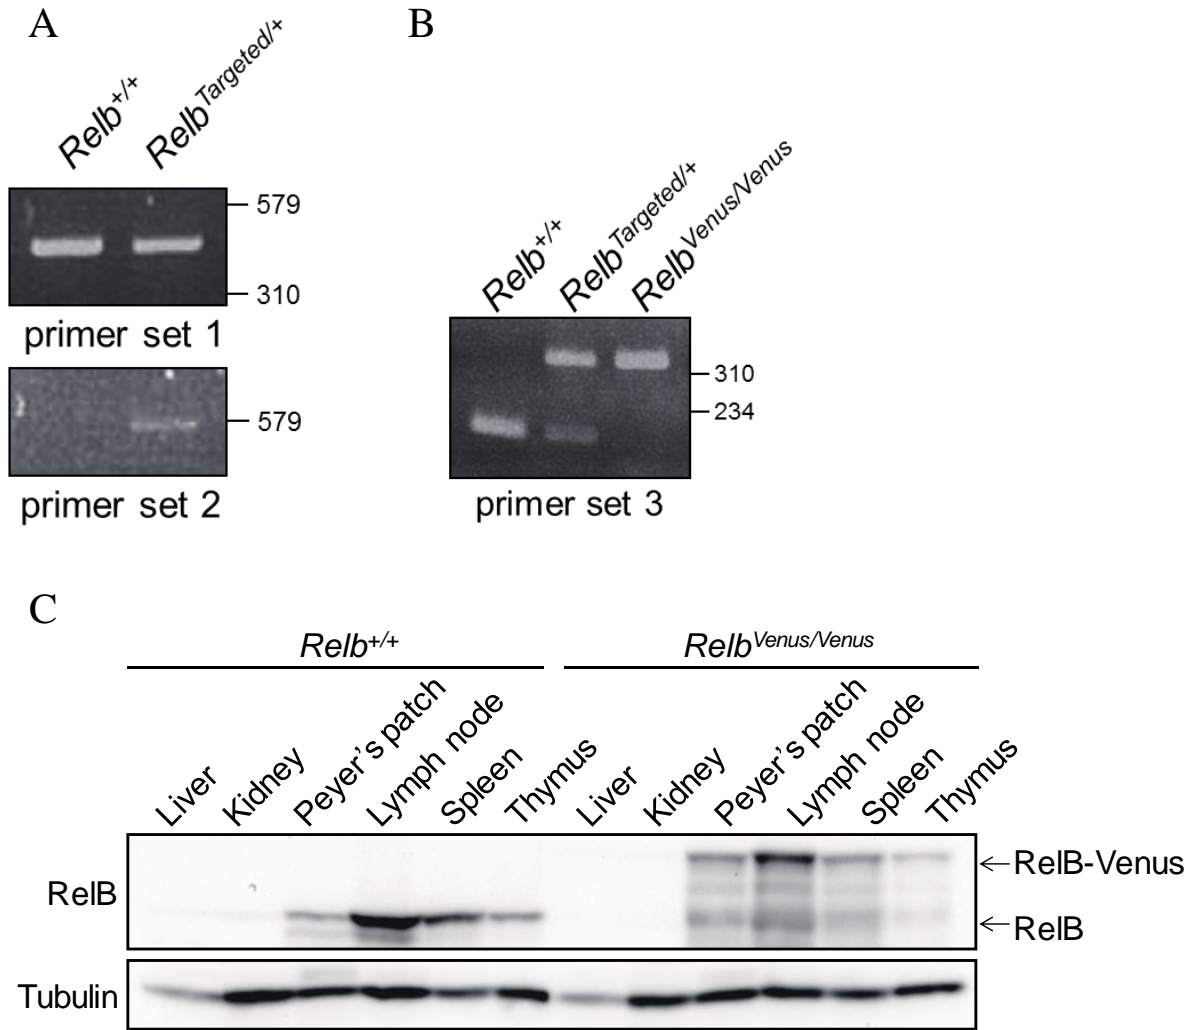 A
B
Relb+/+
RelbTargeted/+
579
310
primer set 1
579
primer set 2
Relb+/+
RelbTargeted/+
RelbVenus/Venus
310
234
primer set 3
C
Relb+/+
RelbVenus/Venus
Liver
Kidney
Peyer's patch
Lymph node
Spleen
Thymus
Liver
Kidney
Peyer's patch
Lymph node
Spleen
Thymus
RelB
RelB-Venus
RelB
Tubulin